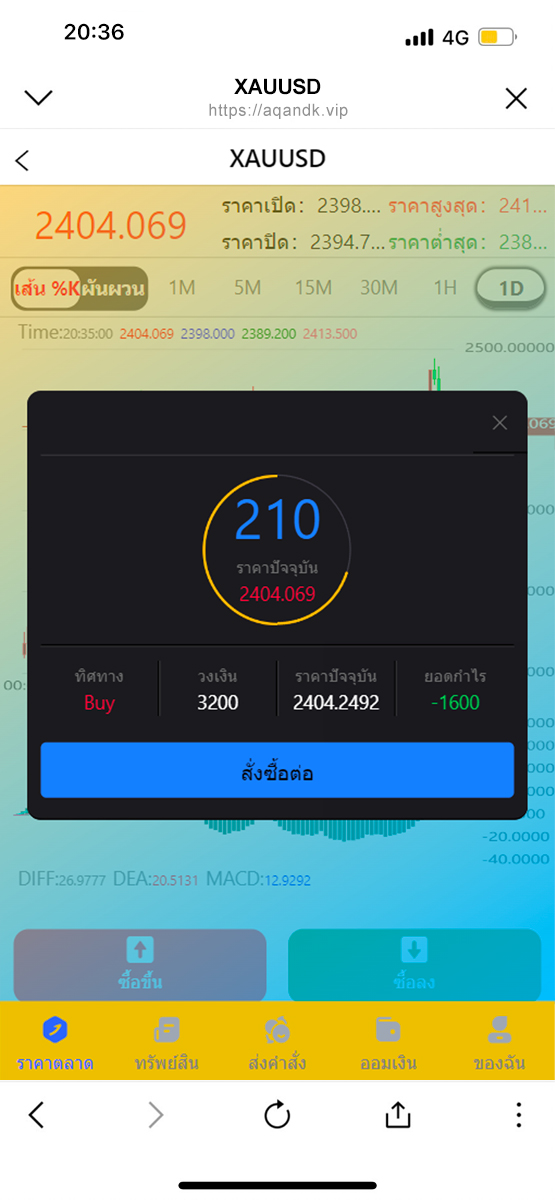 20:36
4G
XAUUSD
https://aqandk.vip
XAUUSD
2404.069
ราคาเปิด: 2398.... ราคาสูงสุด: 241...
ราคาปิด: 2394.7... ราคาต่ำสุด: 238...
เส้น %K ผันผวน 1M 5M 15M 30M 1H 1D
Time:20:35:00 2404.069 2398.000 2389.200 2413.500
2500.00000
210
ราคาปัจจุบัน
2404.069
ทิศทาง วงเงิน ราคาปัจจุบัน ยอดกำไร
Buy 3200 2404.2492 -1600
สั่งซื้อต่อ
-20.0000
-40.0000
DIFF:26.9777 DEA:20.5131 MACD:12.9292
ซื้อขึ้น ซื้อลง
ราคาตลาด ทรัพย์สิน ส่งคำสั่ง ออมเงิน ของฉัน